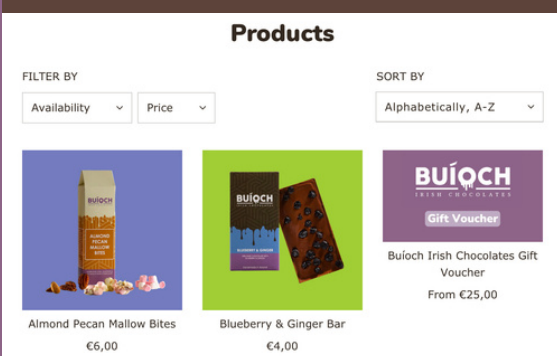 Products
FILTER BY
SORT BY
Availability
Price
Alphabetically, A-Z
BUÍOCH
ALMOND
PECAN
MALLOW
BITES
BUÍOCH
BLUEBERRY & GINGER
BUÍOCH
IRISH CHOCOLATES
Gift Voucher
Almond Pecan Mallow Bites
€6,00
Blueberry & Ginger Bar
€4,00
Buíoch Irish Chocolates Gift
Voucher
From €25,00